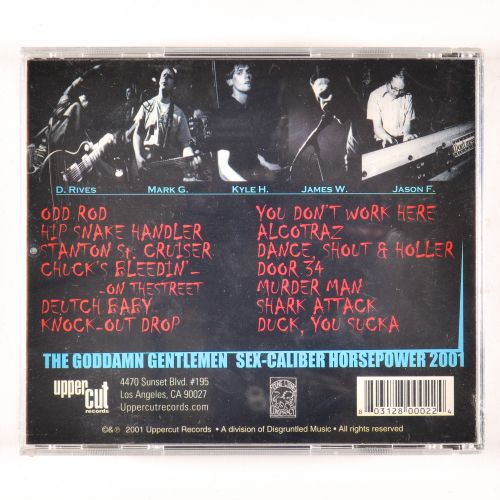 D. RIVES MARK G. KYLE H. JAMES W. JASON F.
ODD ROD
HIP SNAKE HANDLER
STANTON St. CRUISER
CHUCK'S BLEEDIN'-
-ON THESTREET
DEUTCH BABY
KNOCK-OUT DROP
YOU DON'T WORK HERE
ALCOTRAZ
DANCE, SHOUT & HOLLER
DOOR 34
MURDER MAN
SHARK ATTACK
DUCK, YOU SUCKA
THE GODDAMN GENTLEMEN SEX-CALIBER HORSEPOWER 2001
upper
cut
records
4470 Sunset Blvd. #195
Los Angeles, CA 90027
Uppercutrecords.com
8 03128 00022 4
©&℗ 2001 Uppercut Records • A division of Disgruntled Music • All rights reserved